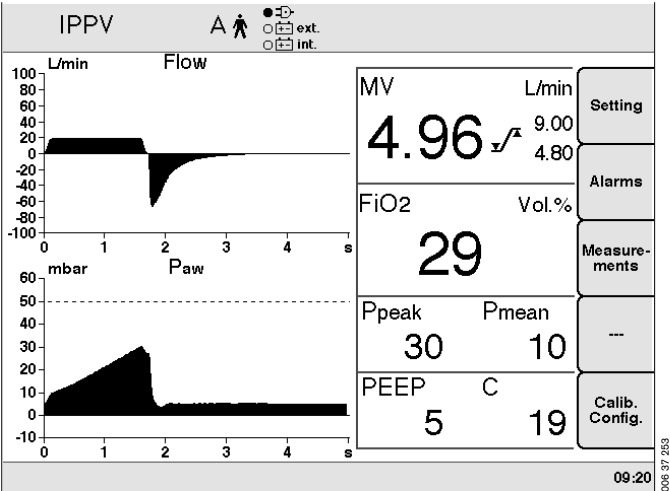 IPPV A ext.
int.
L/min Flow
100
80
60
40
20
0
-20
-40
-60
-80
-100
0 1 2 3 4 s
mbar Paw
60
50
40
30
20
10
0
-10
0 1 2 3 4 s
MV L/min
4.96 9.00
4.80
FiO2 Vol.%
29
Ppeak Pmean
30 10
PEEP C
5 19
Setting
Alarms
Measure-
ments
---
Calib.
Config.
09:20
006 37 253